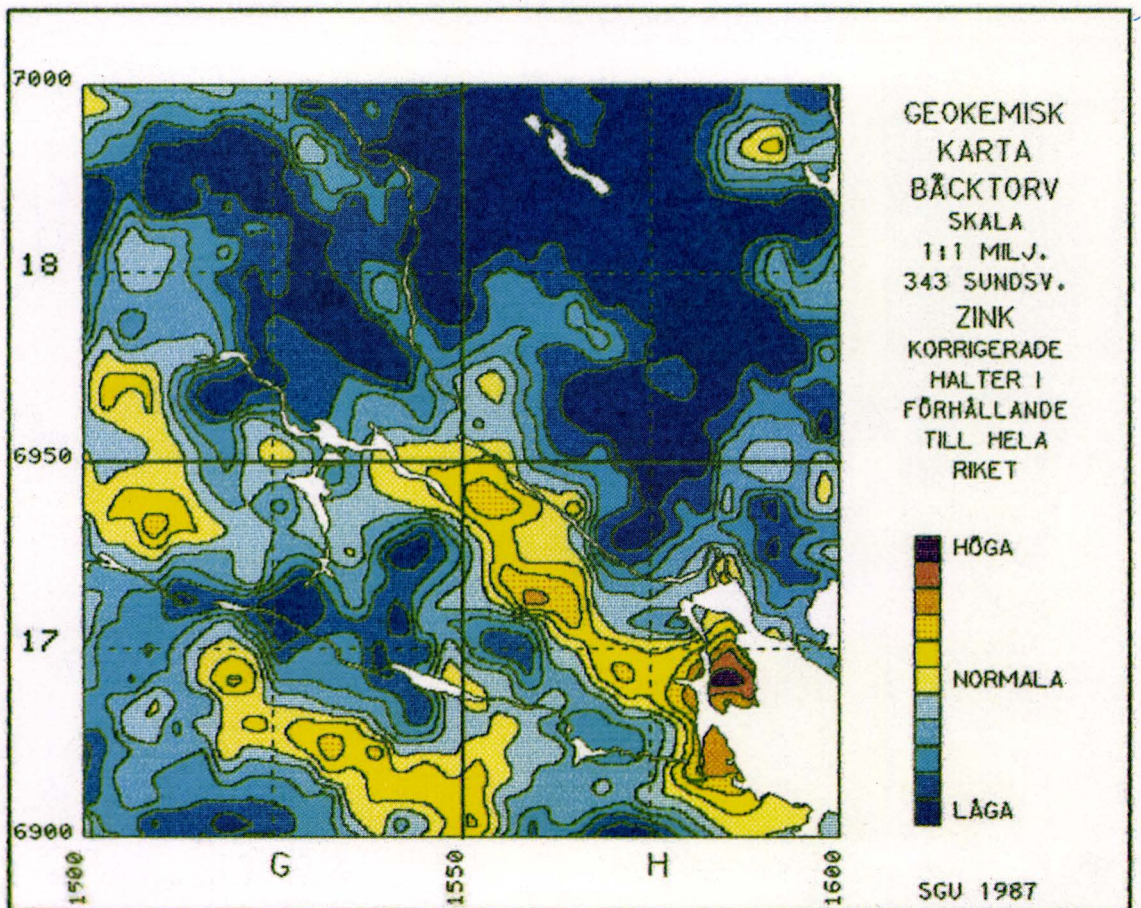 7000
18
6950
17
6900
1500
G
1550
H
1600
GEOKEMISK
KARTA
BÄCKTORV
SKALA
1:1 MILJ.
343 SUNDSV.
ZINK
KORRIGERADE
HALTER I
FÖRHÅLLANDE
TILL HELA
RIKET
HÖGA
NORMALA
LÅGA
SGU 1987